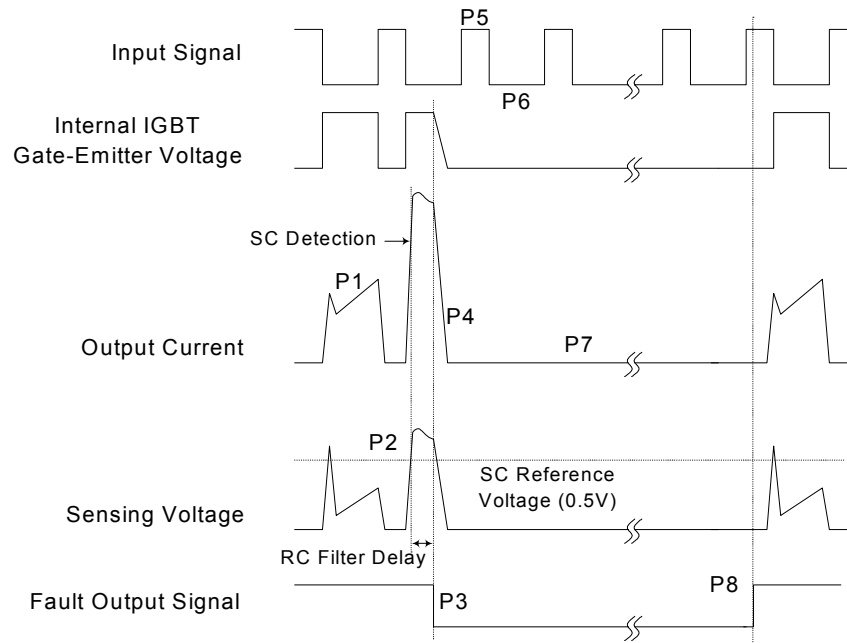 P5
Input Signal
P6
Internal IGBT
Gate-Emitter Voltage
SC Detection
P1
P4
Output Current
P7
P2
SC Reference
Voltage (0.5V)
Sensing Voltage
RC Filter Delay
P8
Fault Output Signal
P3